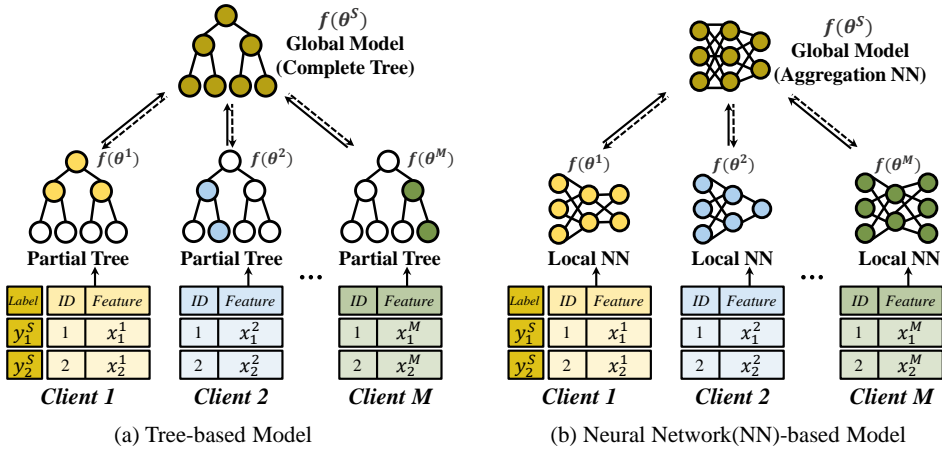 f(θ^S)
Global Model
(Complete Tree)
f(θ^1)
f(θ^2)
f(θ^M)
Partial Tree
Partial Tree
...
Partial Tree
Label ID Feature
y_1^S 1 x_1^1
y_2^S 2 x_2^1
Client 1
ID Feature
1 x_1^2
2 x_2^2
Client 2
ID Feature
1 x_1^M
2 x_2^M
Client M
(a) Tree-based Model
f(θ^S)
Global Model
(Aggregation NN)
f(θ^1)
f(θ^2)
f(θ^M)
Local NN
Local NN
...
Local NN
Label ID Feature
y_1^S 1 x_1^1
y_2^S 2 x_2^1
Client 1
ID Feature
1 x_1^2
2 x_2^2
Client 2
ID Feature
1 x_1^M
2 x_2^M
Client M
(b) Neural Network(NN)-based Model